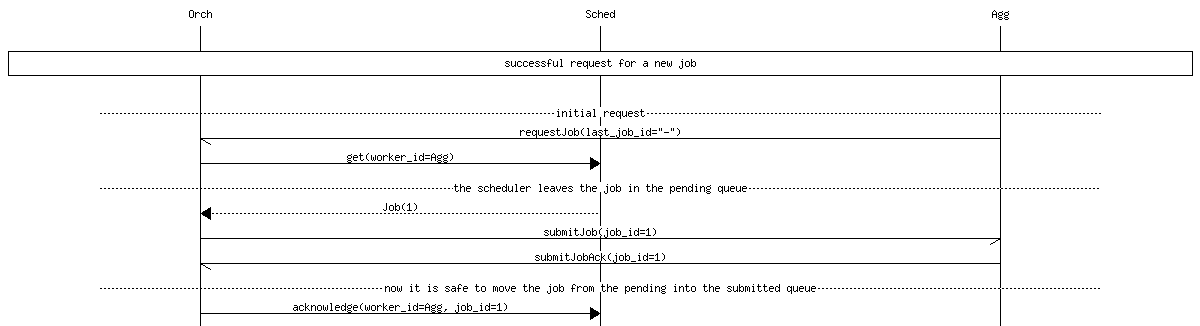 Orch Sched Agg
successful request for a new job
initial request
requestJob(last_job_id="-")
get(worker_id=Agg)
the scheduler leaves the job in the pending queue
Job(1)
submitJob(job_id=1)
submitJobAck(job_id=1)
now it is safe to move the job from the pending into the submitted queue
acknowledge(worker_id=Agg, job_id=1)